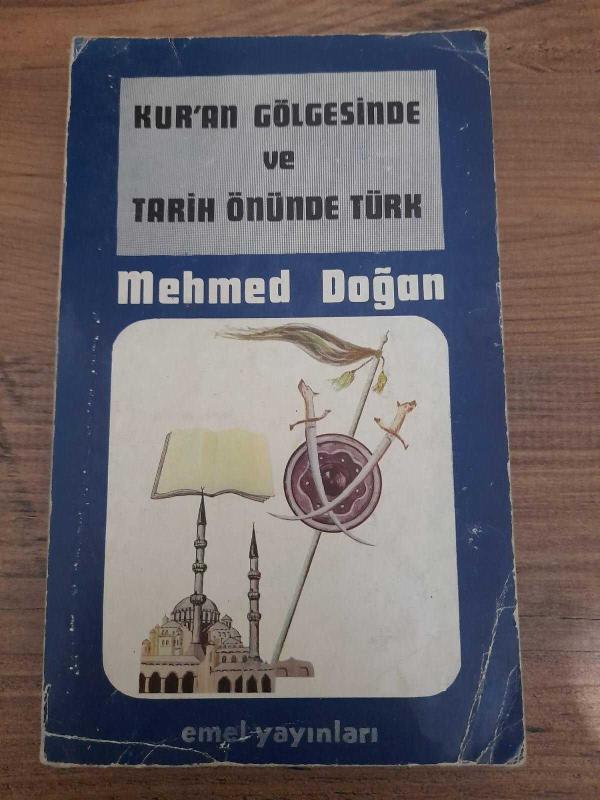 KUR'AN GÖLGESİNDE
ve
TARİH ÖNÜNDE TÜRK
Mehmed Doğan
emel yayınları